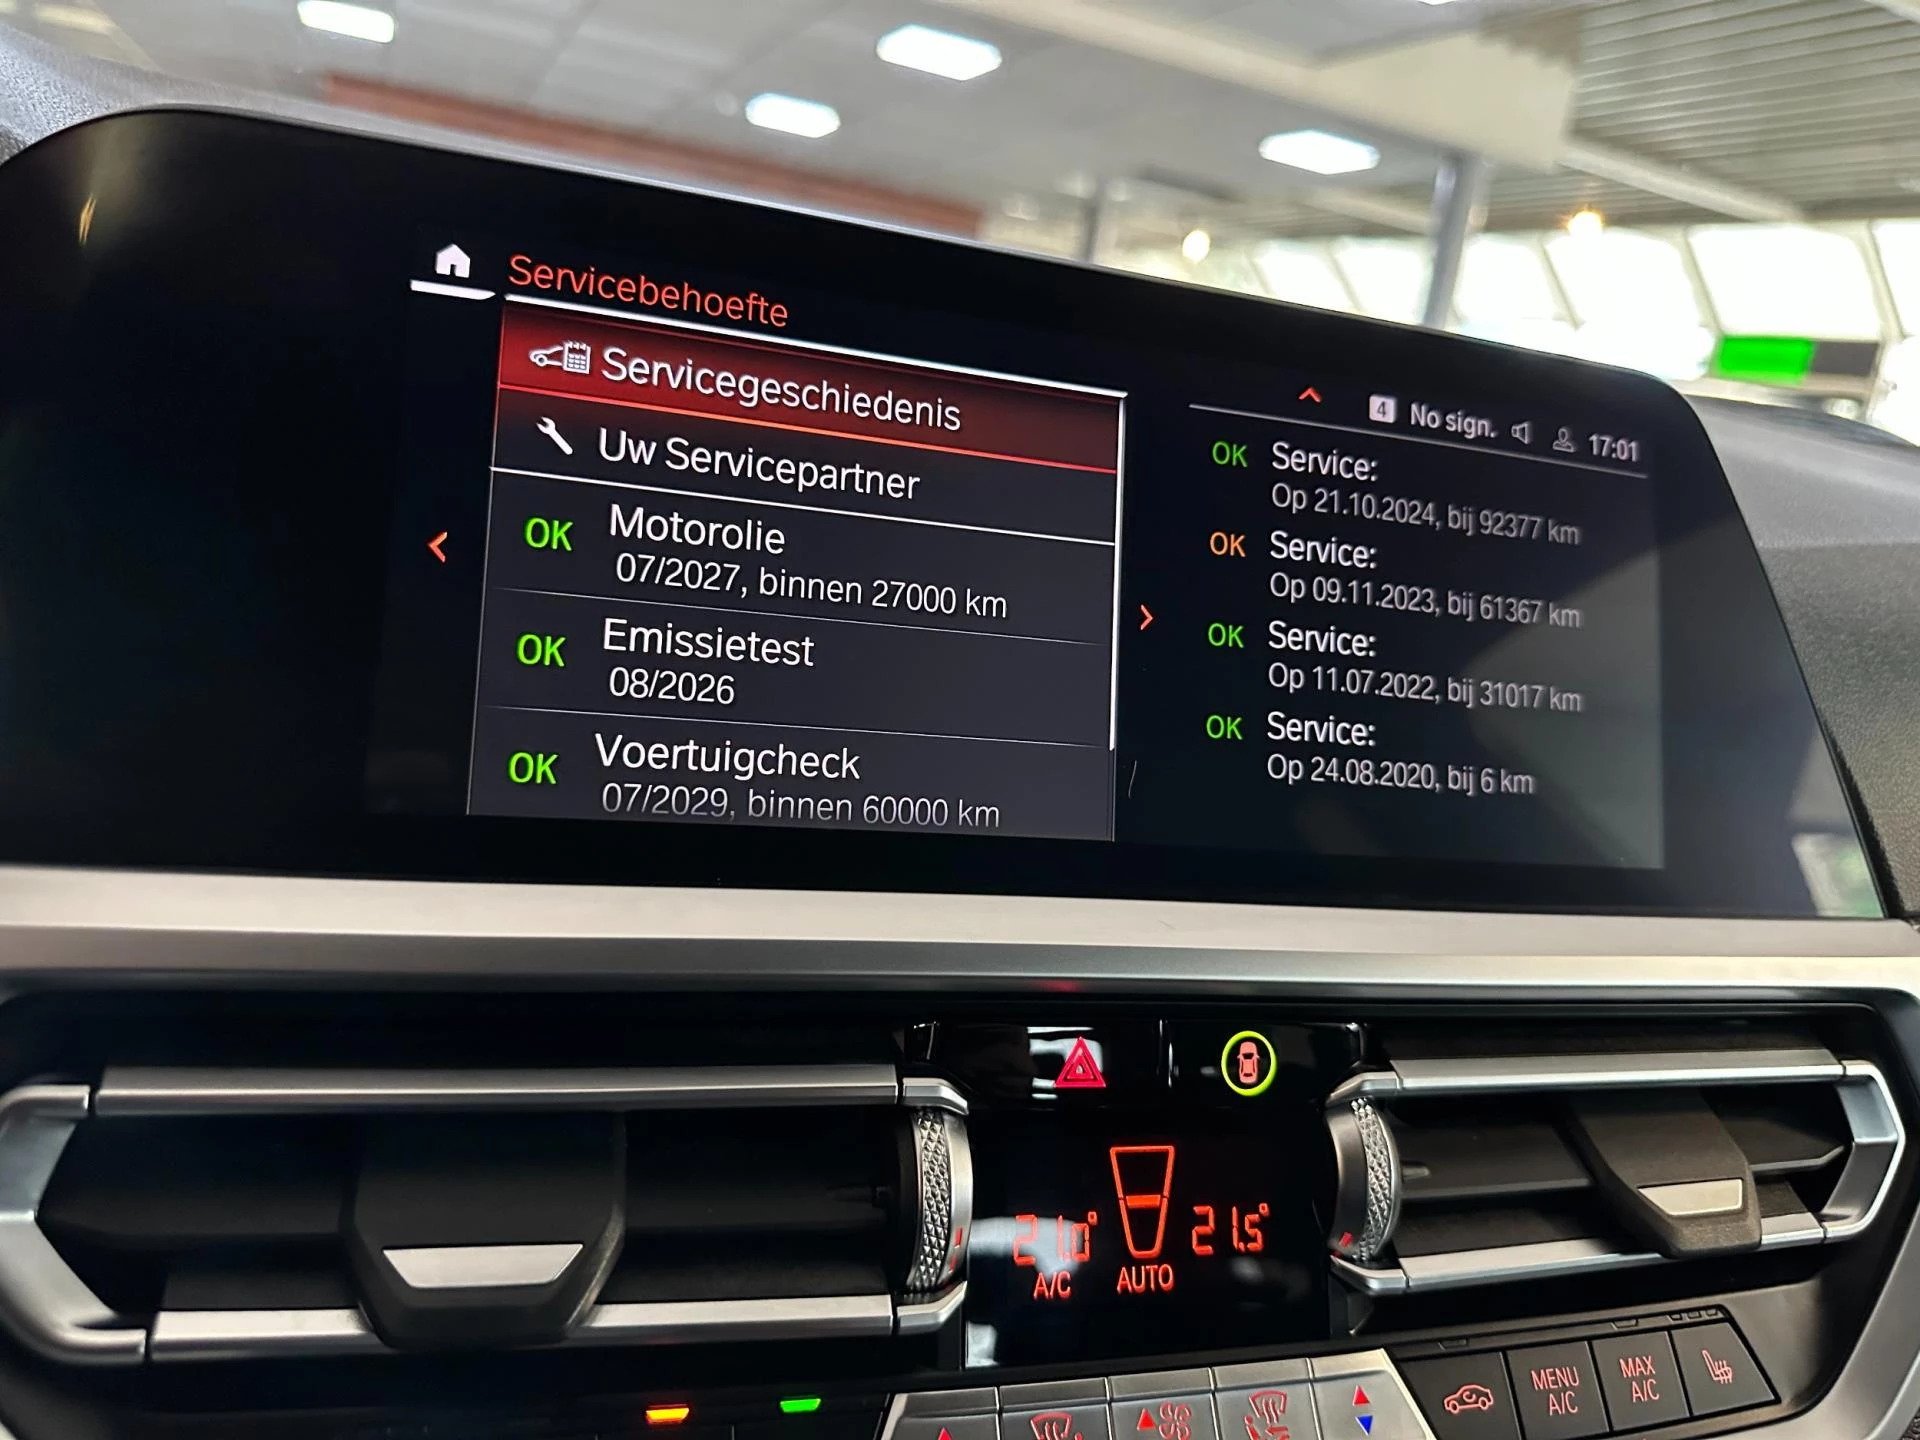 Servicebehoefte
Servicegeschiedenis
Uw Servicepartner
OK Motorolie
07/2027, binnen 27000 km
OK Emissietest
08/2026
OK Voertuigcheck
07/2029, binnen 60000 km
4 No sign. 17:01
OK Service:
Op 21.10.2024, bij 92377 km
OK Service:
Op 09.11.2023, bij 61367 km
OK Service:
Op 11.07.2022, bij 31017 km
OK Service:
Op 24.08.2020, bij 6 km
21.0° 21.5°
A/C AUTO
MENU
A/C
MAX
A/C